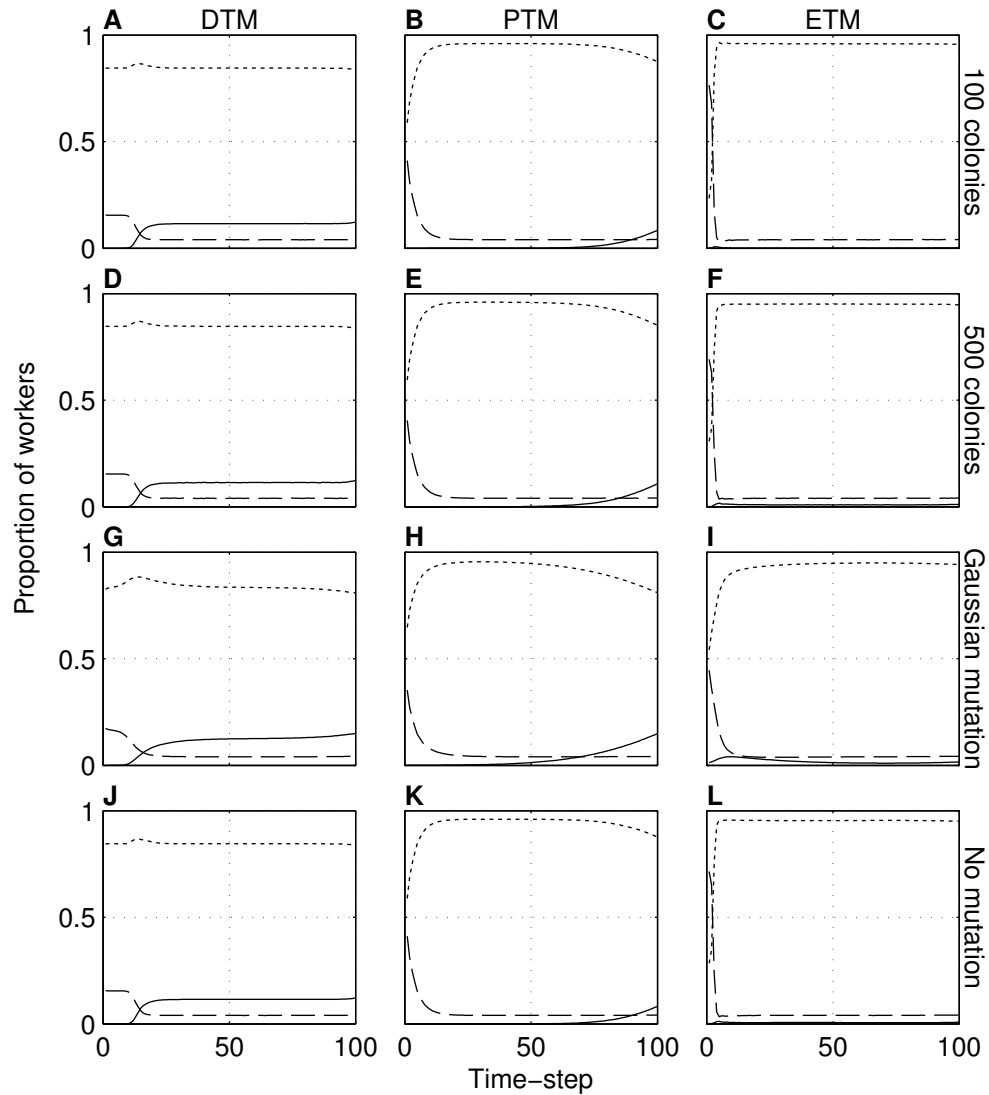 A DTM B PTM C ETM
1
0.5
0
100 colonies
D E F
1
0.5
0
500 colonies
G H I
1
0.5
0
Gaussian mutation
J K L
1
0.5
0
No mutation
0 50 100 0 50 100 0 50 100
Time−step
Proportion of workers